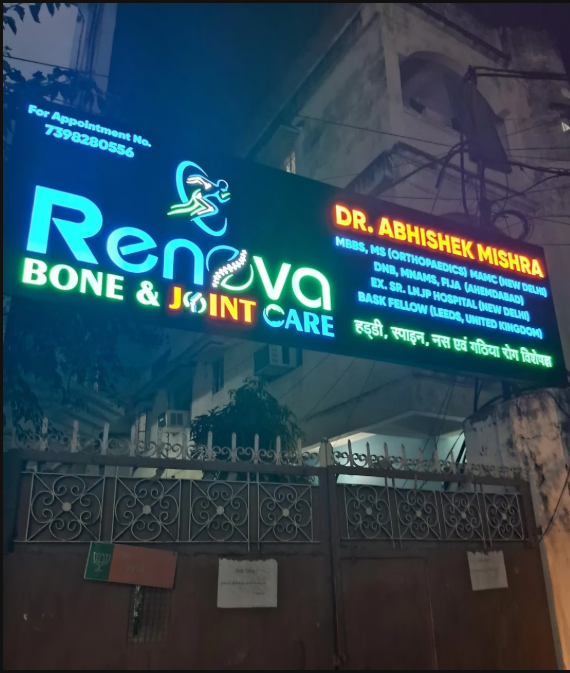 For Appointment No.
7398280556
Renova
BONE & JOINT CARE
DR. ABHISHEK MISHRA
MBBS, MS (ORTHOPAEDICS) MAMC (NEW DELHI)
DNB, MNAMS, FIJA (AHEMDABAD)
EX. SR. LNJP HOSPITAL (NEW DELHI)
BASK FELLOW (LEEDS, UNITED KINGDOM)
हड्डी, स्पाइन, नस एवं गठिया रोग विशेषज्ञ